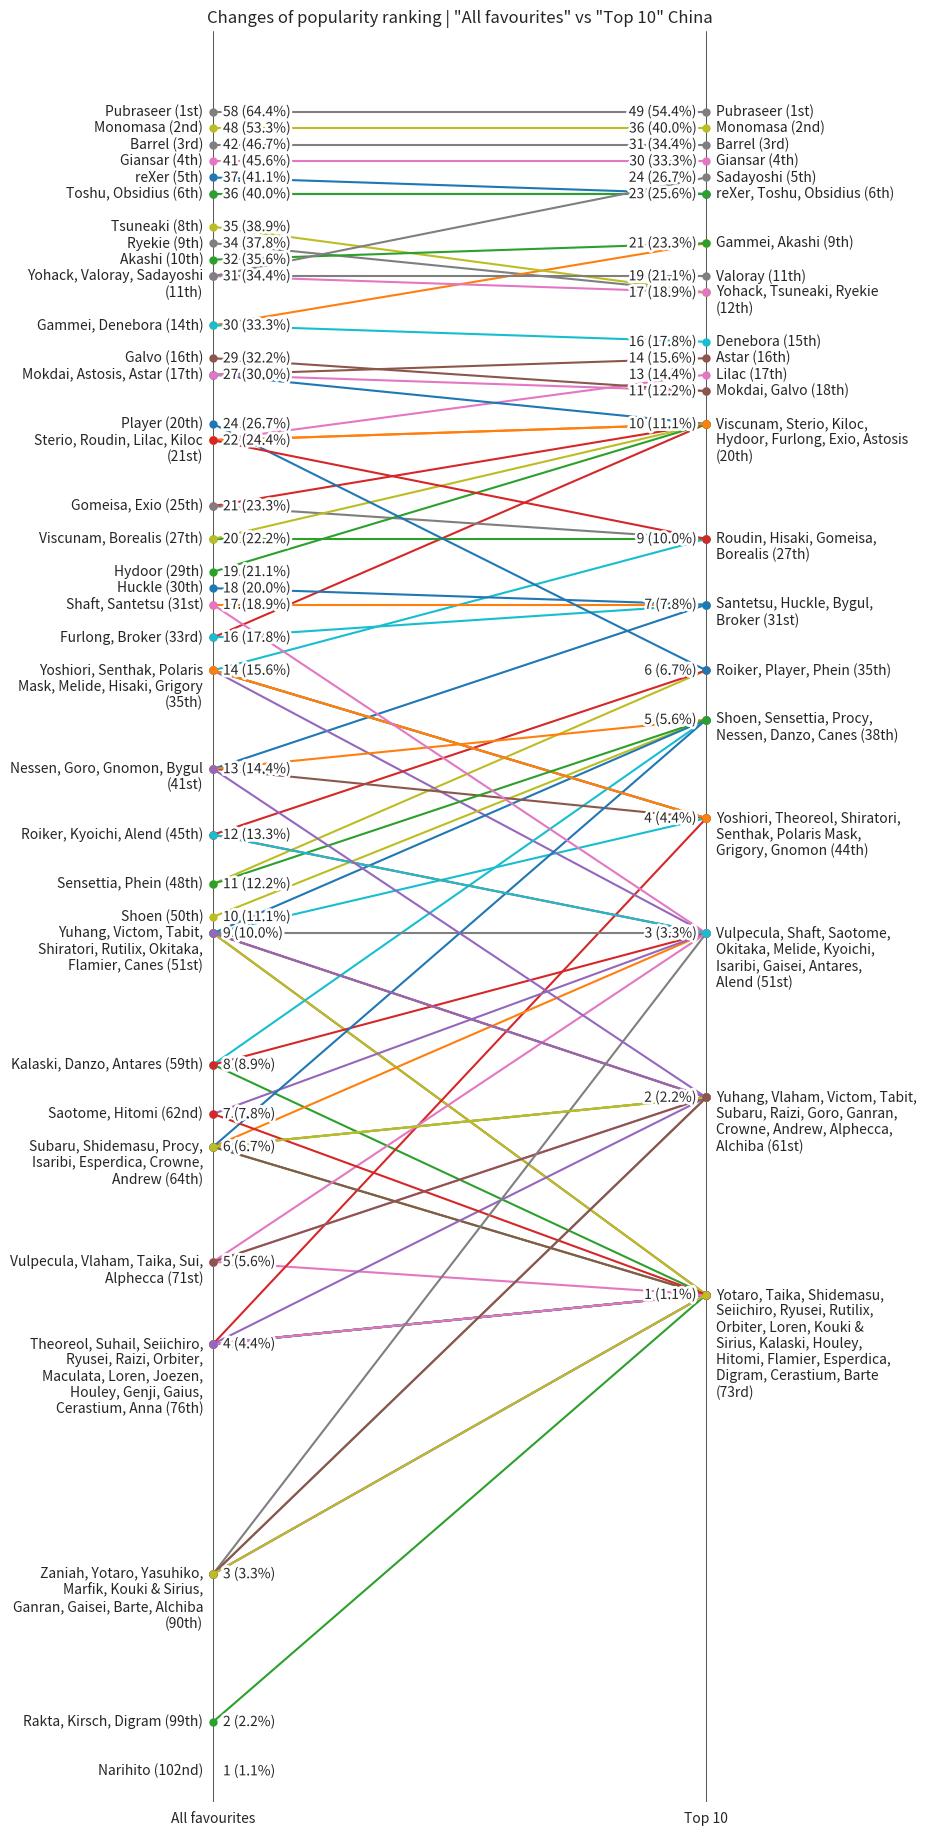 Changes of popularity ranking | "All favourites" vs "Top 10" China
Pubraseer (1st)
58 (64.4%)
49 (54.4%)
Pubraseer (1st)
Monomasa (2nd)
48 (53.3%)
36 (40.0%)
Monomasa (2nd)
Barrel (3rd)
42 (46.7%)
31 (34.4%)
Barrel (3rd)
Giansar (4th)
41 (45.6%)
30 (33.3%)
Giansar (4th)
reXer (5th)
37 (41.1%)
24 (26.7%)
Sadayoshi (5th)
Toshu, Obsidius (6th)
36 (40.0%)
23 (25.6%)
reXer, Toshu, Obsidius (6th)
Tsuneaki (8th)
35 (38.9%)
Ryekie (9th)
34 (37.8%)
21 (23.3%)
Gammei, Akashi (9th)
Akashi (10th)
32 (35.6%)
Yohack, Valoray, Sadayoshi
(11th)
31 (34.4%)
19 (21.1%)
Valoray (11th)
17 (18.9%)
Yohack, Tsuneaki, Ryekie
(12th)
Gammei, Denebora (14th)
30 (33.3%)
16 (17.8%)
Denebora (15th)
Galvo (16th)
29 (32.2%)
14 (15.6%)
Astar (16th)
Mokdai, Astosis, Astar (17th)
27 (30.0%)
13 (14.4%)
Lilac (17th)
11 (12.2%)
Mokdai, Galvo (18th)
Player (20th)
24 (26.7%)
10 (11.1%)
Viscunam, Sterio, Kiloc,
Hydoor, Furlong, Exio, Astosis
(20th)
Sterio, Roudin, Lilac, Kiloc
(21st)
22 (24.4%)
Gomeisa, Exio (25th)
21 (23.3%)
Viscunam, Borealis (27th)
20 (22.2%)
9 (10.0%)
Roudin, Hisaki, Gomeisa,
Borealis (27th)
Hydoor (29th)
19 (21.1%)
Huckle (30th)
18 (20.0%)
Shaft, Santetsu (31st)
17 (18.9%)
7 (7.8%)
Santetsu, Huckle, Bygul,
Broker (31st)
Furlong, Broker (33rd)
16 (17.8%)
Yoshiori, Senthak, Polaris
Mask, Melide, Hisaki, Grigory
(35th)
14 (15.6%)
6 (6.7%)
Roiker, Player, Phein (35th)
5 (5.6%)
Shoen, Sensettia, Procy,
Nessen, Danzo, Canes (38th)
Nessen, Goro, Gnomon, Bygul
(41st)
13 (14.4%)
4 (4.4%)
Yoshiori, Theoreol, Shiratori,
Senthak, Polaris Mask,
Grigory, Gnomon (44th)
Roiker, Kyoichi, Alend (45th)
12 (13.3%)
Sensettia, Phein (48th)
11 (12.2%)
Shoen (50th)
10 (11.1%)
Yuhang, Victom, Tabit,
Shiratori, Rutilix, Okitaka,
Flamier, Canes (51st)
9 (10.0%)
3 (3.3%)
Vulpecula, Shaft, Saotome,
Okitaka, Melide, Kyoichi,
Isaribi, Gaisei, Antares,
Alend (51st)
Kalaski, Danzo, Antares (59th)
8 (8.9%)
2 (2.2%)
Yuhang, Vlaham, Victom, Tabit,
Subaru, Raizi, Goro, Ganran,
Crowne, Andrew, Alphecca,
Alchiba (61st)
Saotome, Hitomi (62nd)
7 (7.8%)
Subaru, Shidemasu, Procy,
Isaribi, Esperdica, Crowne,
Andrew (64th)
6 (6.7%)
Vulpecula, Vlaham, Taika, Sui,
Alphecca (71st)
5 (5.6%)
1 (1.1%)
Yotaro, Taika, Shidemasu,
Seiichiro, Ryusei, Rutilix,
Orbiter, Loren, Kouki &
Sirius, Kalaski, Houley,
Hitomi, Flamier, Esperdica,
Digram, Cerastium, Barte
(73rd)
Theoreol, Suhail, Seiichiro,
Ryusei, Raizi, Orbiter,
Maculata, Loren, Joezen,
Houley, Genji, Gaius,
Cerastium, Anna (76th)
4 (4.4%)
Zaniah, Yotaro, Yasuhiko,
Marfik, Kouki & Sirius,
Ganran, Gaisei, Barte, Alchiba
(90th)
3 (3.3%)
Rakta, Kirsch, Digram (99th)
2 (2.2%)
Narihito (102nd)
1 (1.1%)
All favourites
Top 10